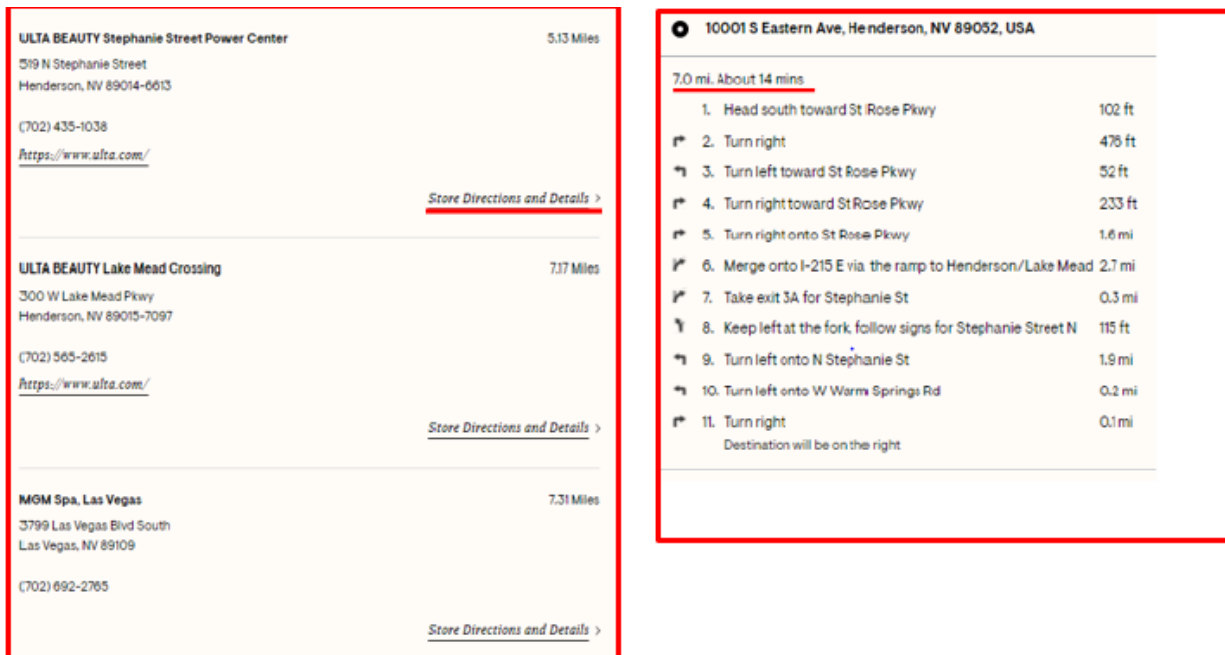 ULTA BEAUTY Stephanie Street Power Center 5.13 Miles
519 N Stephanie Street
Henderson, NV 89014-6613
(702) 435-1038
https://www.ulta.com/
Store Directions and Details >
ULTA BEAUTY Lake Mead Crossing 7.17 Miles
300 W Lake Mead Pkwy
Henderson, NV 89015-7097
(702) 565-2615
https://www.ulta.com/
Store Directions and Details >
MGM Spa, Las Vegas 7.31 Miles
3799 Las Vegas Blvd South
Las Vegas, NV 89109
(702) 692-2765
Store Directions and Details >
10001 S Eastern Ave, Henderson, NV 89052, USA
7.0 mi. About 14 mins
1. Head south toward St Rose Pkwy 102 ft
2. Turn right 476 ft
3. Turn left toward St Rose Pkwy 52 ft
4. Turn right toward St Rose Pkwy 233 ft
5. Turn right onto St Rose Pkwy 1.6 mi
6. Merge onto I-215 E via the ramp to Henderson/Lake Mead 2.7 mi
7. Take exit 3A for Stephanie St 0.3 mi
8. Keep left at the fork, follow signs for Stephanie Street N 115 ft
9. Turn left onto N Stephanie St 1.9 mi
10. Turn left onto W Warm Springs Rd 0.2 mi
11. Turn right 0.1 mi
Destination will be on the right